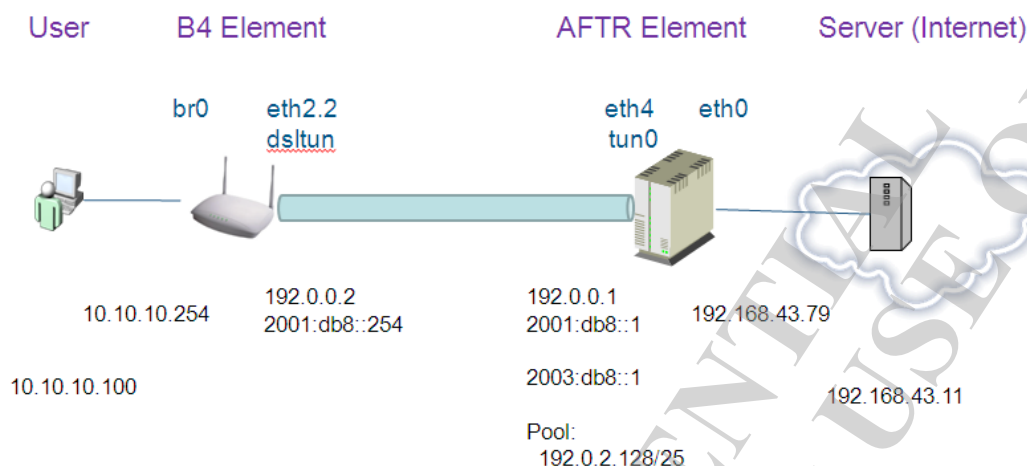 User
B4 Element
AFTR Element
Server (Internet)
br0
eth2.2
dsltun
eth4
tun0
eth0
10.10.10.254
192.0.0.2
2001:db8::254
192.0.0.1
2001:db8::1
192.168.43.79
10.10.10.100
2003:db8::1
192.168.43.11
Pool:
192.0.2.128/25
ENTIAL
USE O